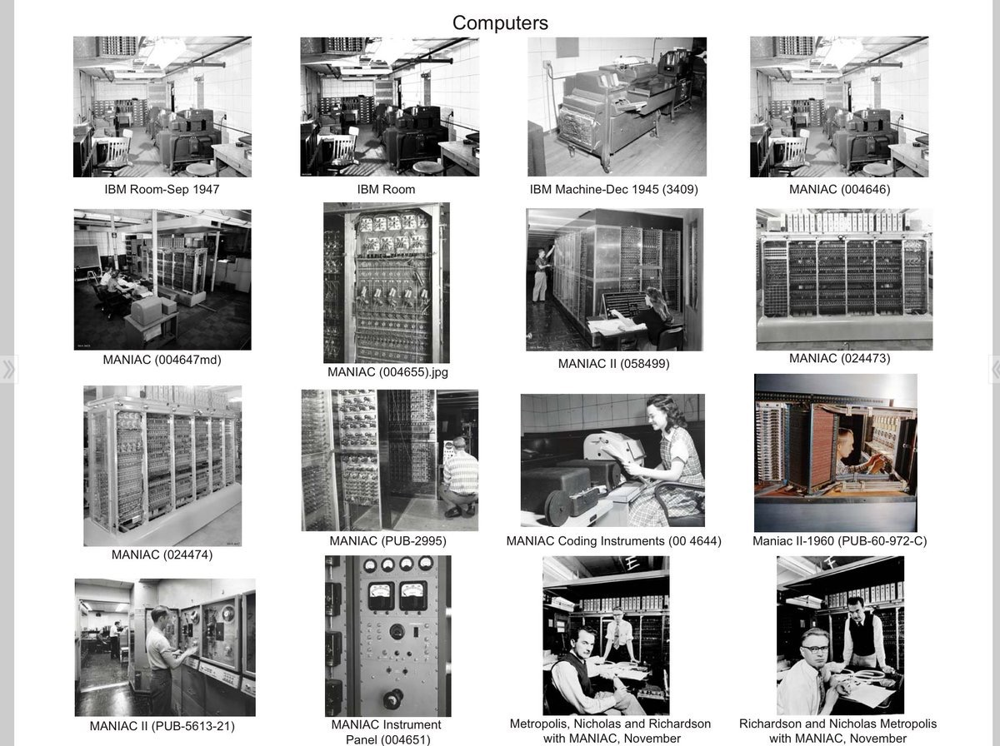 Computers
IBM Room-Sep 1947
IBM Room
IBM Machine-Dec 1945 (3409)
MANIAC (004646)
MANIAC (004647md)
MANIAC (004655).jpg
MANIAC II (058499)
MANIAC (024473)
MANIAC (024474)
MANIAC (PUB-2995)
MANIAC Coding Instruments (00 4644)
Maniac II-1960 (PUB-60-972-C)
MANIAC II (PUB-5613-21)
MANIAC Instrument
Panel (004651)
Metropolis, Nicholas and Richardson
with MANIAC, November
Richardson and Nicholas Metropolis
with MANIAC, November